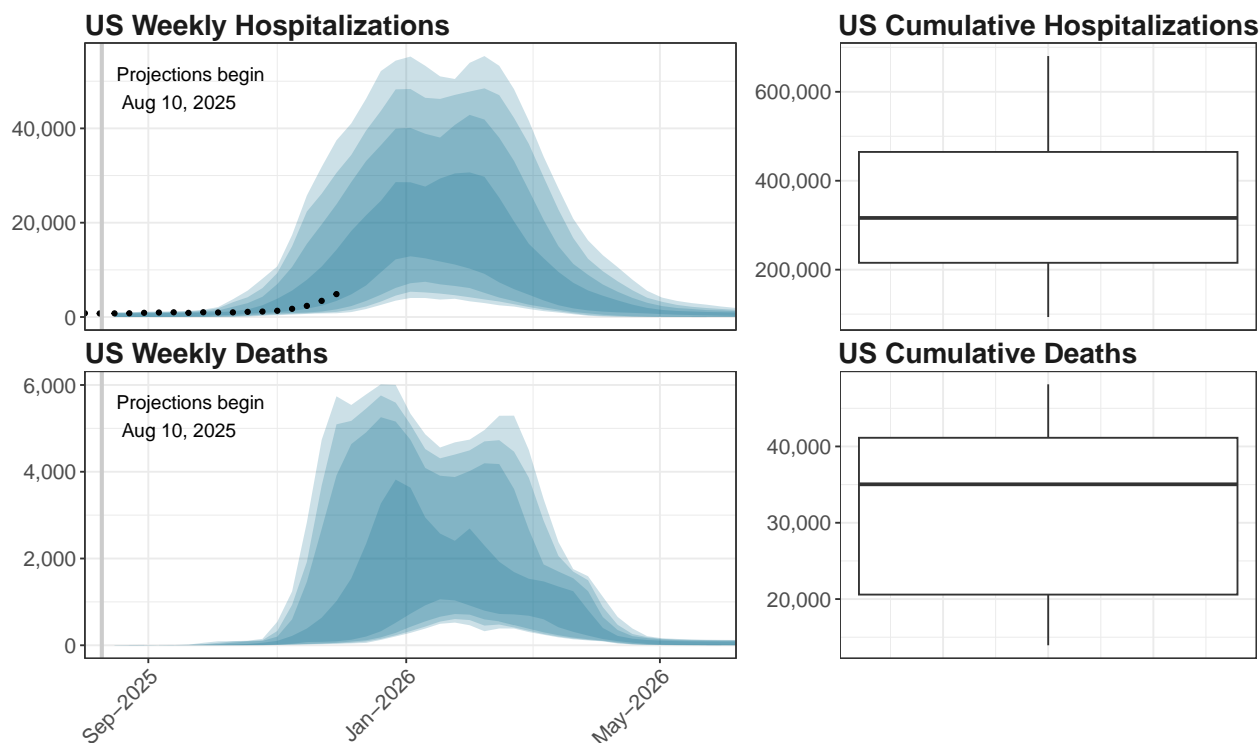 US Weekly Hospitalizations
Projections begin
Aug 10, 2025
40,000
20,000
0
US Cumulative Hospitalizations
600,000
400,000
200,000
US Weekly Deaths
Projections begin
Aug 10, 2025
6,000
4,000
2,000
0
Sep−2025
Jan−2026
May−2026
US Cumulative Deaths
40,000
30,000
20,000